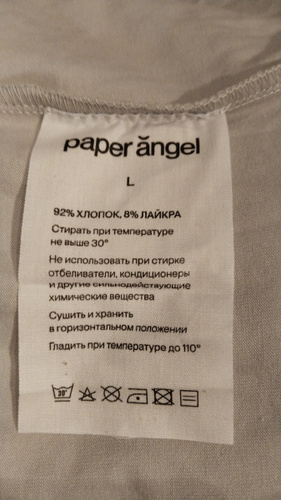 paper ăngel
L
92% ХЛОПОК, 8% ЛАЙКРА
Стирать при температуре
не выше 30°
Не использовать при стирке
отбеливатели, кондиционеры
и другие сильнодействующие
химические вещества
Сушить и хранить
в горизонтальном положении
Гладить при температуре до 110°
30°